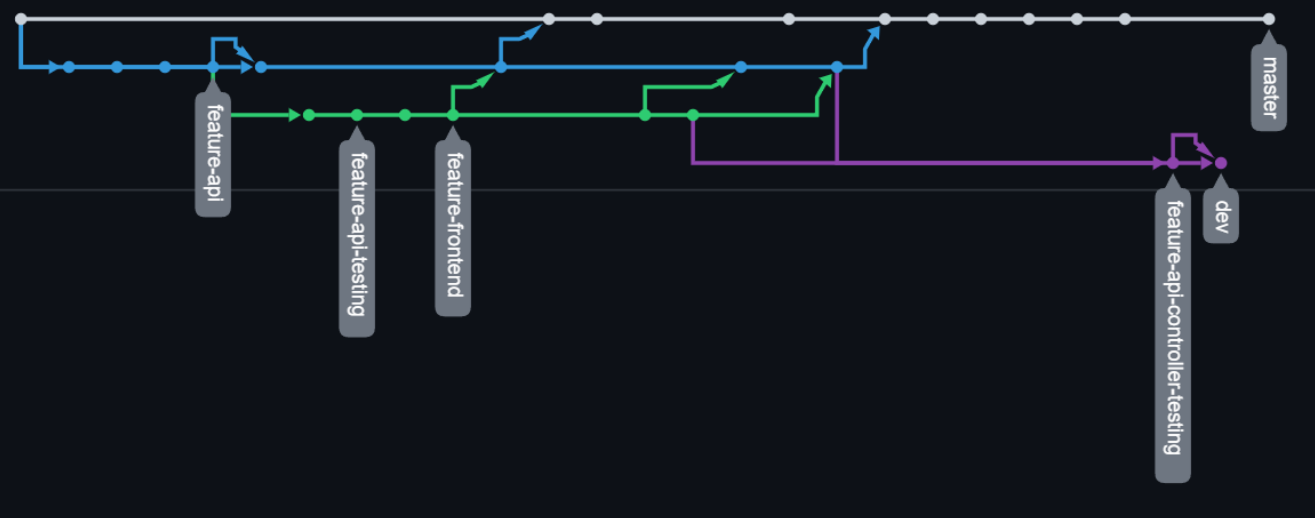 master
feature-api
feature-api-testing
feature-frontend
feature-api-controller-testing
dev